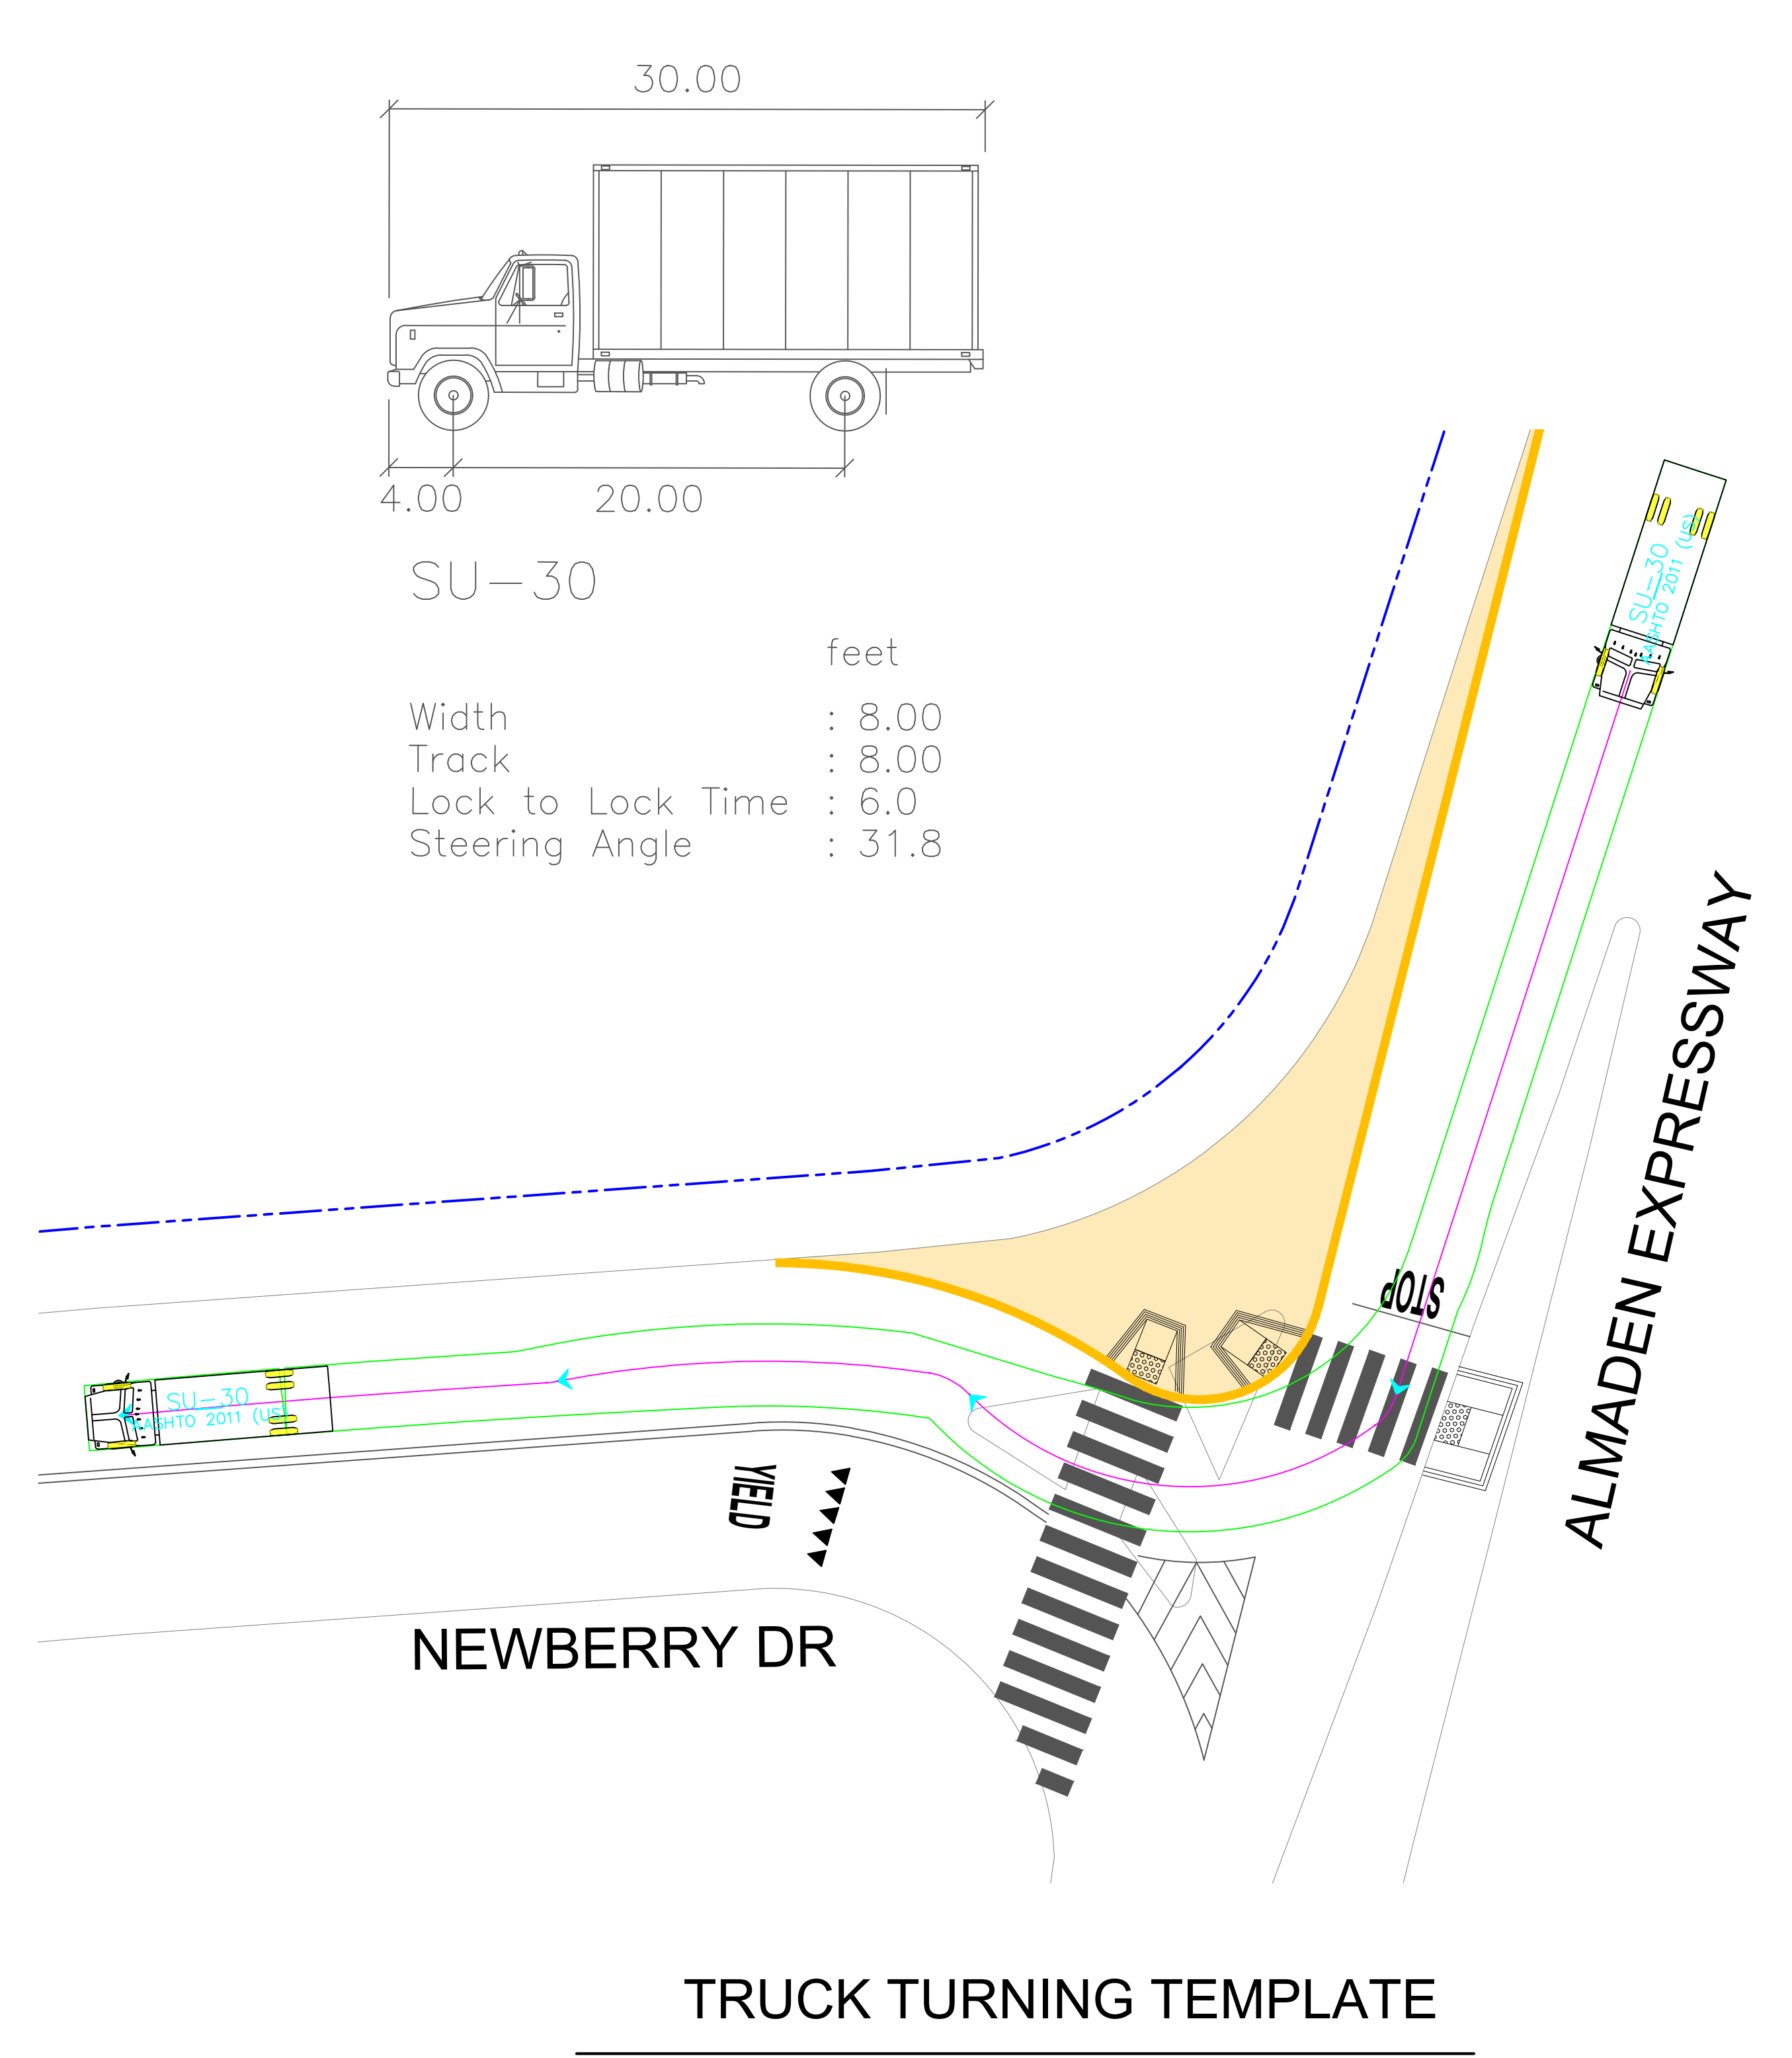 30.00
4.00 20.00
SU-30
feet
Width : 8.00
Track : 8.00
Lock to Lock Time : 6.0
Steering Angle : 31.8
SU-30
AASHTO 2011 (US)
ALMADEN EXPRESSWAY
STOP
SU-30
AASHTO 2011 (US)
YIELD
NEWBERRY DR
TRUCK TURNING TEMPLATE